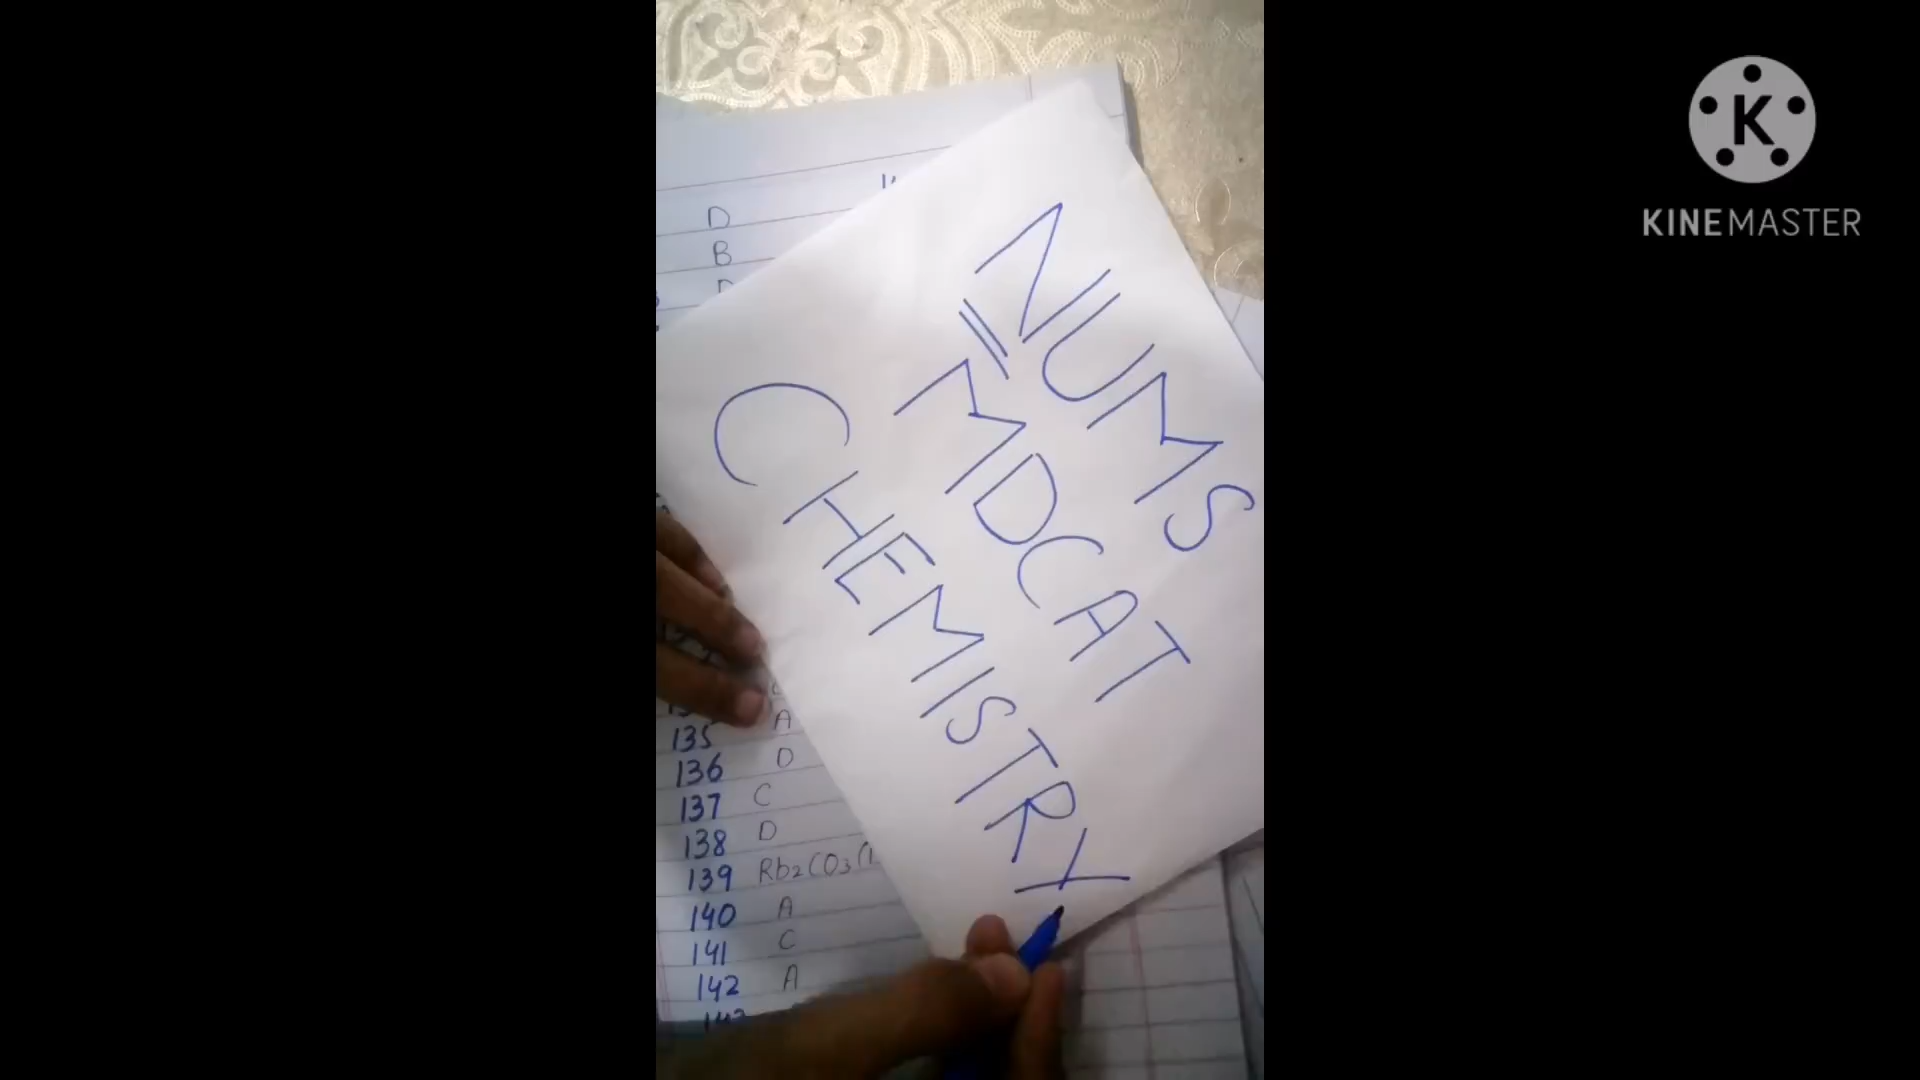 D
B
NUMS
MDCAT
CHEMISTRY
A
135 D
136 C
137 D
138 Rb₂CO₃
139
140 A
141 C
142 A
KINEMASTER